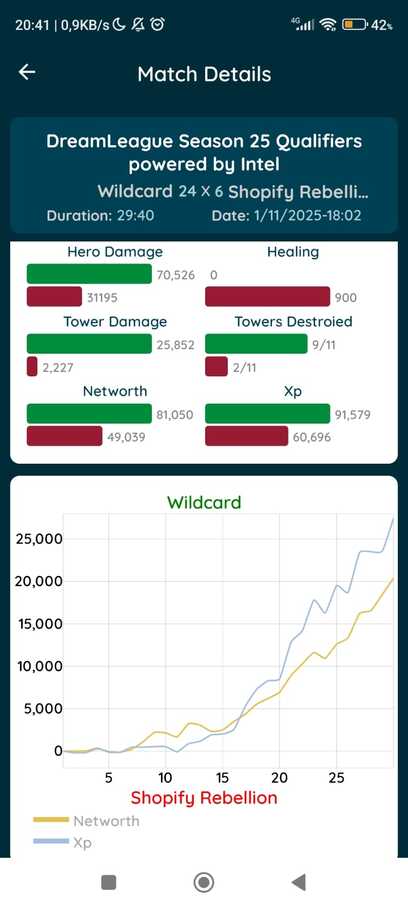 20:41 | 0,9KB/s 4G 42%
Match Details
DreamLeague Season 25 Qualifiers
powered by Intel
Wildcard 24 X 6 Shopify Rebelli...
Duration: 29:40 Date: 1/11/2025-18:02
Hero Damage Healing
70,526 0
31195 900
Tower Damage Towers Destroied
25,852 9/11
2,227 2/11
Networth Xp
81,050 91,579
49,039 60,696
Wildcard
25,000
20,000
15,000
10,000
5,000
0
5 10 15 20 25
Shopify Rebellion
Networth
Xp